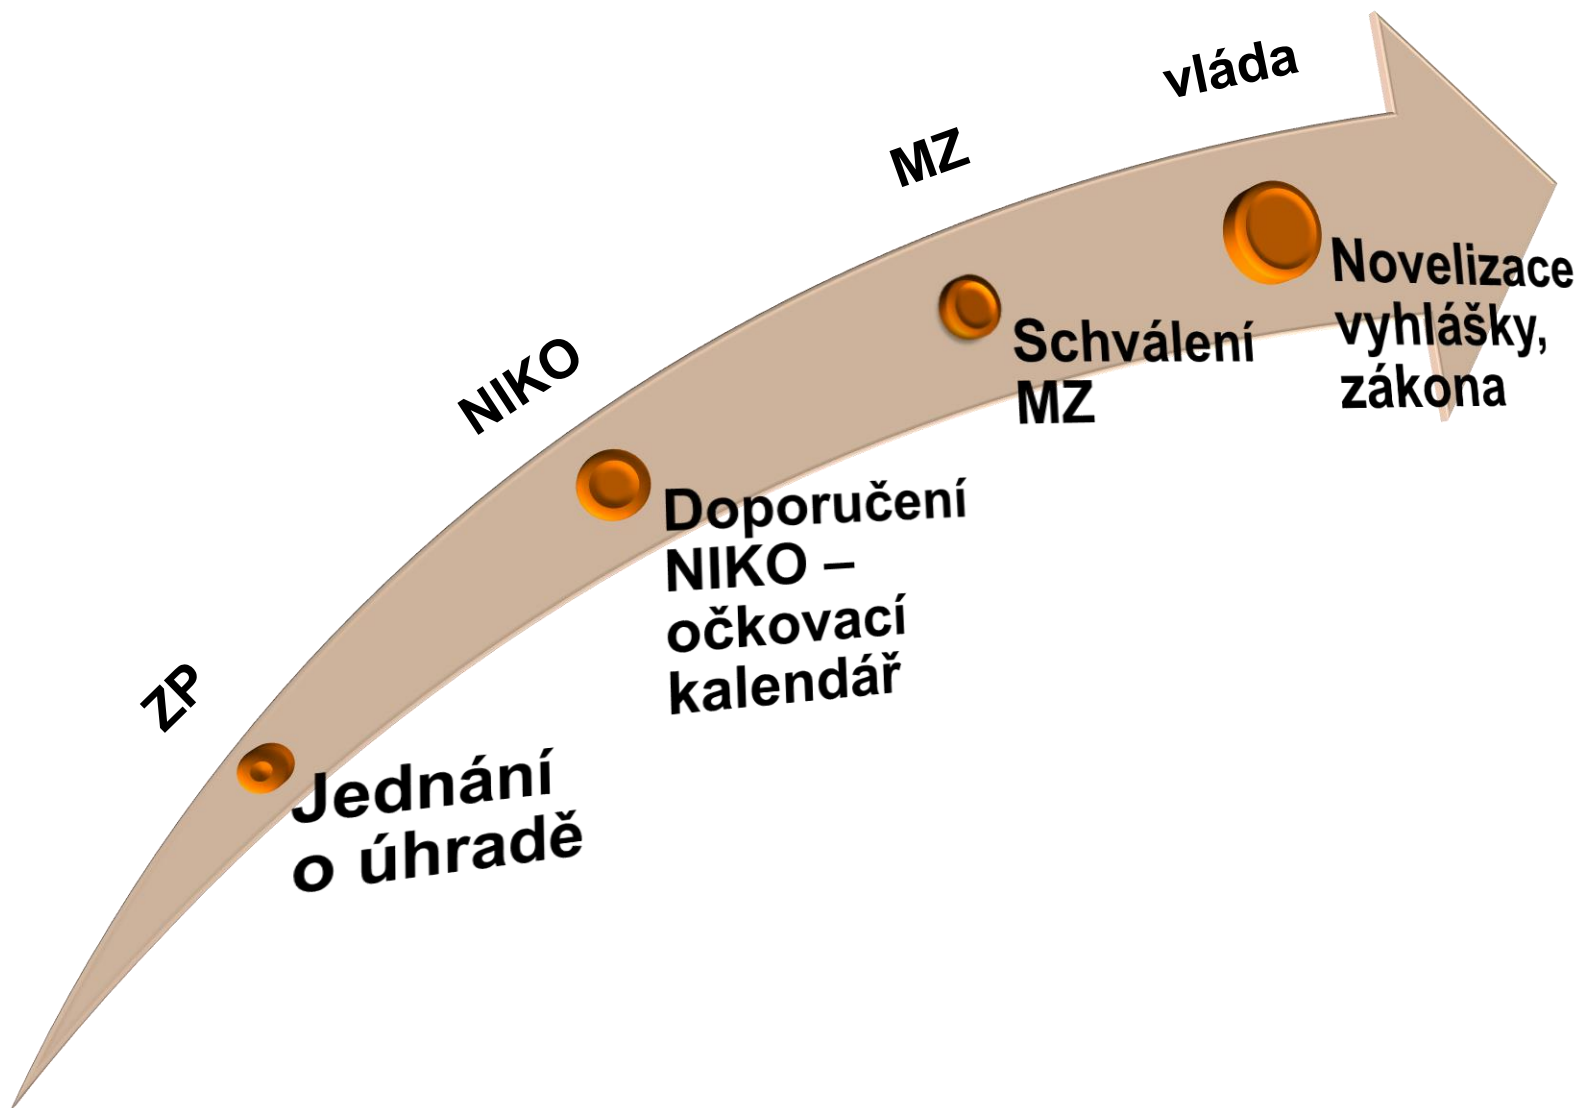 ZP
Jednání
o úhradě
NIKO
Doporučení
NIKO –
očkovací
kalendář
MZ
Schválení
MZ
vláda
Novelizace
vyhlášky,
zákona